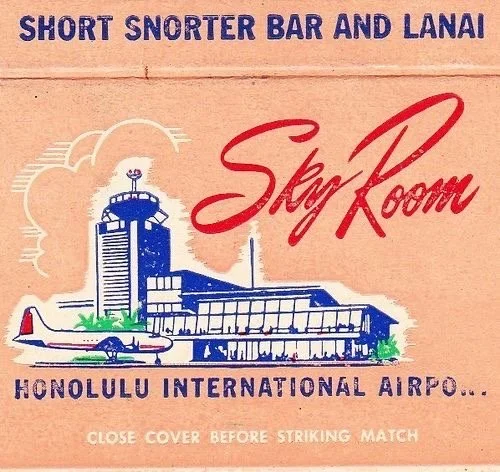 SHORT SNORTER BAR AND LANAI
Sky Room
HONOLULU INTERNATIONAL AIRPO...
CLOSE COVER BEFORE STRIKING MATCH